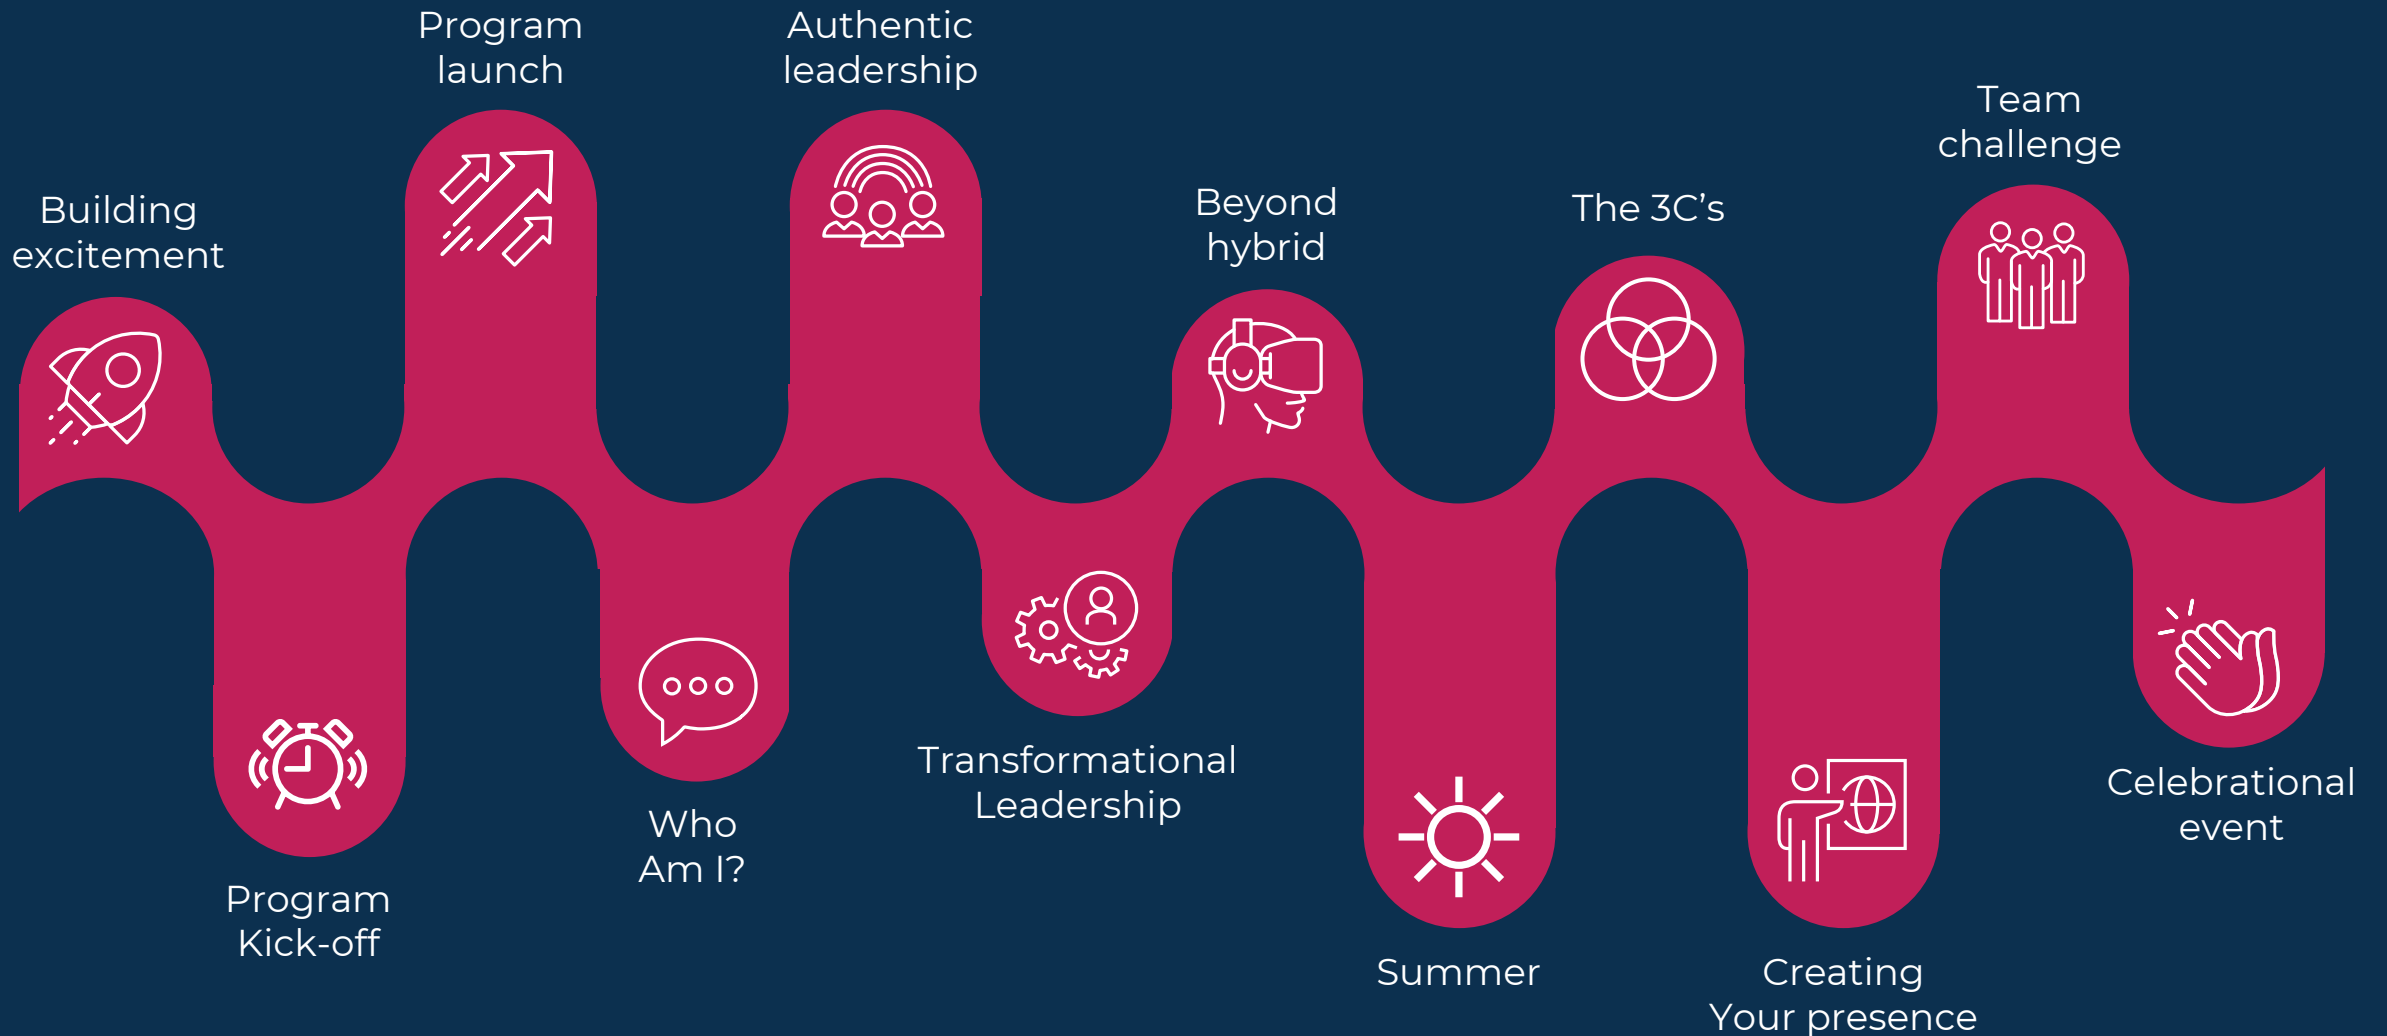 Building
excitement
Program
Kick-off
Program
launch
Who
Am I?
Authentic
leadership
Transformational
Leadership
Beyond
hybrid
Summer
The 3C’s
Creating
Your presence
Team
challenge
Celebrational
event